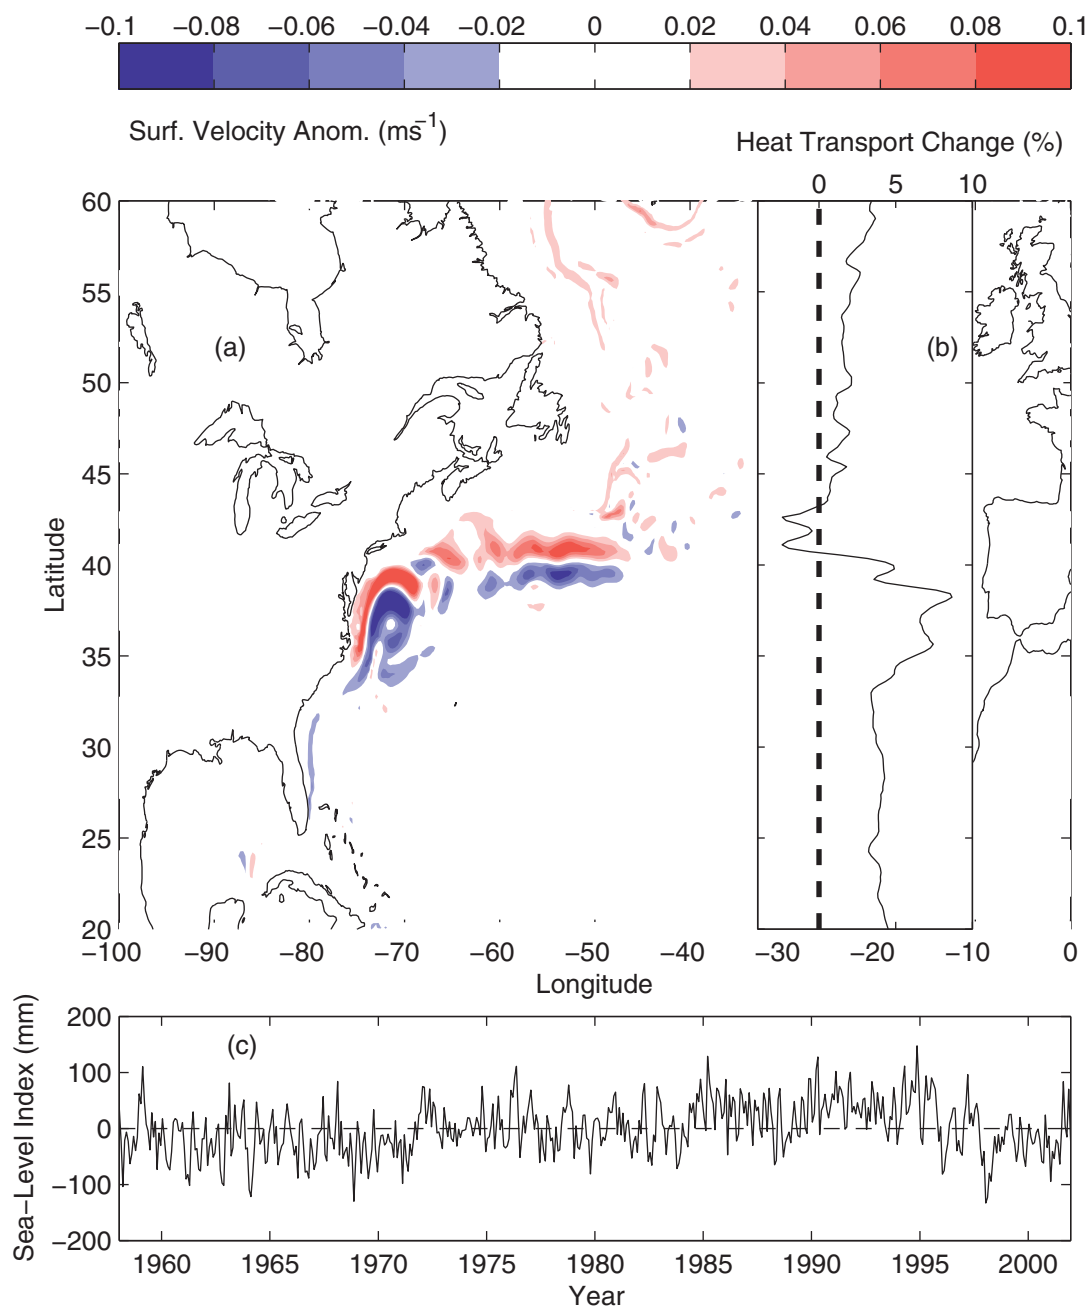 −0.1 −0.08 −0.06 −0.04 −0.02 0 0.02 0.04 0.06 0.08 0.1
Surf. Velocity Anom. (ms−1)
Heat Transport Change (%)
0 5 10
60
55
50
45
40
35
30
25
20
Latitude
(a)
(b)
−100 −90 −80 −70 −60 −50 −40 −30 −20 −10 0
Longitude
200
100
0
−100
−200
Sea−Level Index (mm)
(c)
1960 1965 1970 1975 1980 1985 1990 1995 2000
Year